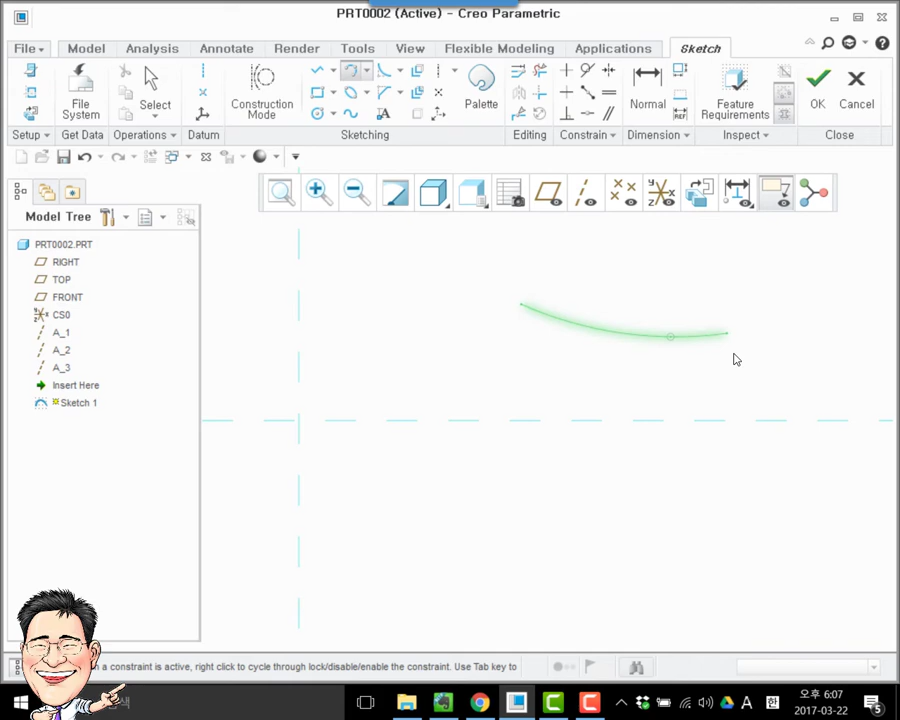 PRT0002 (Active) - Creo Parametric
File
Model
Analysis
Annotate
Render
Tools
View
Flexible Modeling
Applications
Sketch
File System
Select
Construction Mode
Palette
Normal
Feature Requirements
OK
Cancel
Setup
Get Data
Operations
Datum
Sketching
Editing
Constrain
Dimension
Inspect
Close
Model Tree
PRT0002.PRT
RIGHT
TOP
FRONT
CS0
A_1
A_2
A_3
Insert Here
Sketch 1
n a constraint is active, right click to cycle through lock/disable/enable the constraint. Use Tab key to
검색
A
한
오후 6:07
2017-03-22
5